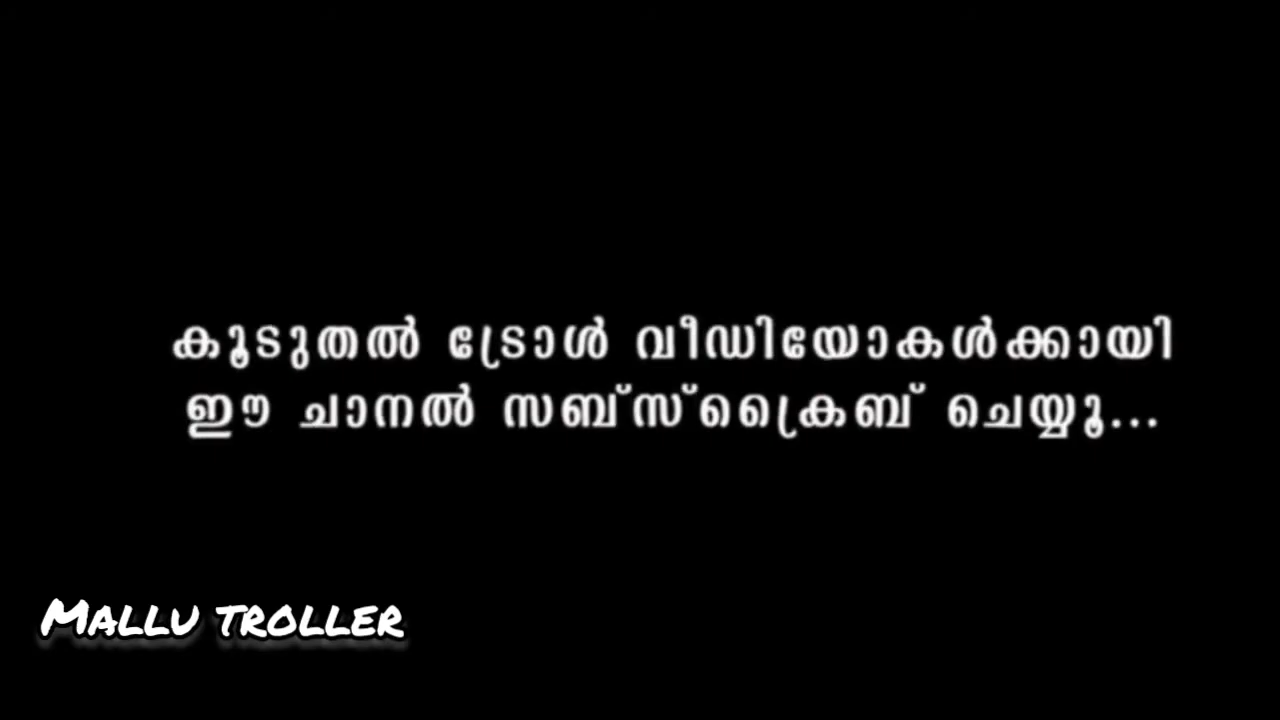 കൂടുതൽ ട്രോൾ വീഡിയോകൾക്കായി
ഈ ചാനൽ സബ്സ്ക്രൈബ് ചെയ്യൂ...
MALLU TROLLER